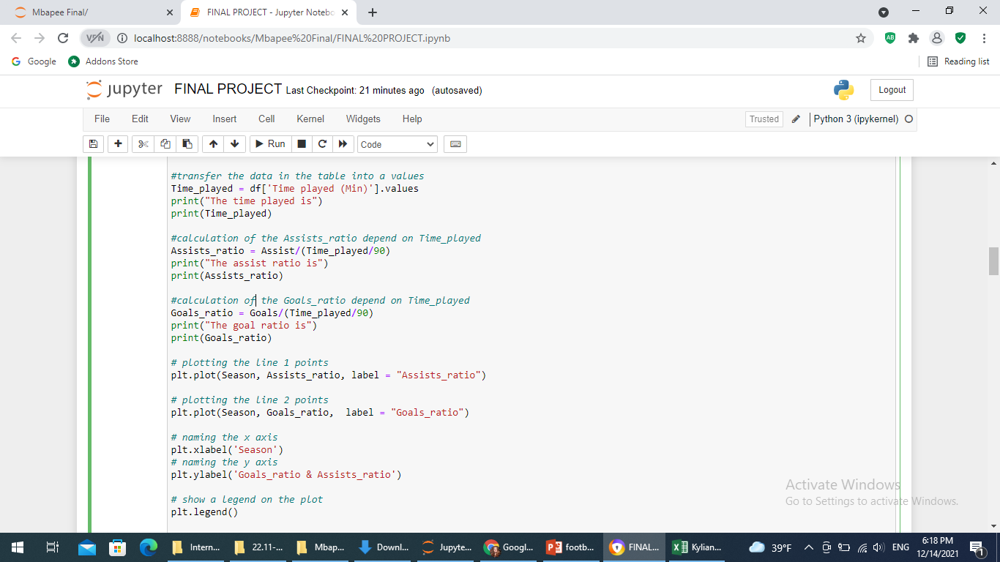 Mbapee Final/
FINAL PROJECT - Jupyter Notebo
VPN
localhost:8888/notebooks/Mbapee%20Final/FINAL%20PROJECT.ipynb
AB
Google
Addons Store
Reading list
jupyter FINAL PROJECT Last Checkpoint: 21 minutes ago (autosaved)
Logout
File Edit View Insert Cell Kernel Widgets Help
Trusted
Python 3 (ipykernel)
Run
Code
#transfer the data in the table into a values
Time_played = df['Time played (Min)'].values
print("The time played is")
print(Time_played)
#calculation of the Assists_ratio depend on Time_played
Assists_ratio = Assist/(Time_played/90)
print("The assist ratio is")
print(Assists_ratio)
#calculation of the Goals_ratio depend on Time_played
Goals_ratio = Goals/(Time_played/90)
print("The goal ratio is")
print(Goals_ratio)
# plotting the line 1 points
plt.plot(Season, Assists_ratio, label = "Assists_ratio")
# plotting the line 2 points
plt.plot(Season, Goals_ratio,  label = "Goals_ratio")
# naming the x axis
plt.xlabel('Season')
# naming the y axis
plt.ylabel('Goals_ratio & Assists_ratio')
# show a legend on the plot
plt.legend()
Activate Windows
Go to Settings to activate Windows.
Intern...
22.11-...
Mbap...
Downl...
Jupyte...
Googl...
footb...
FINAL...
Kylian...
39°F
ENG
6:18 PM
12/14/2021
1